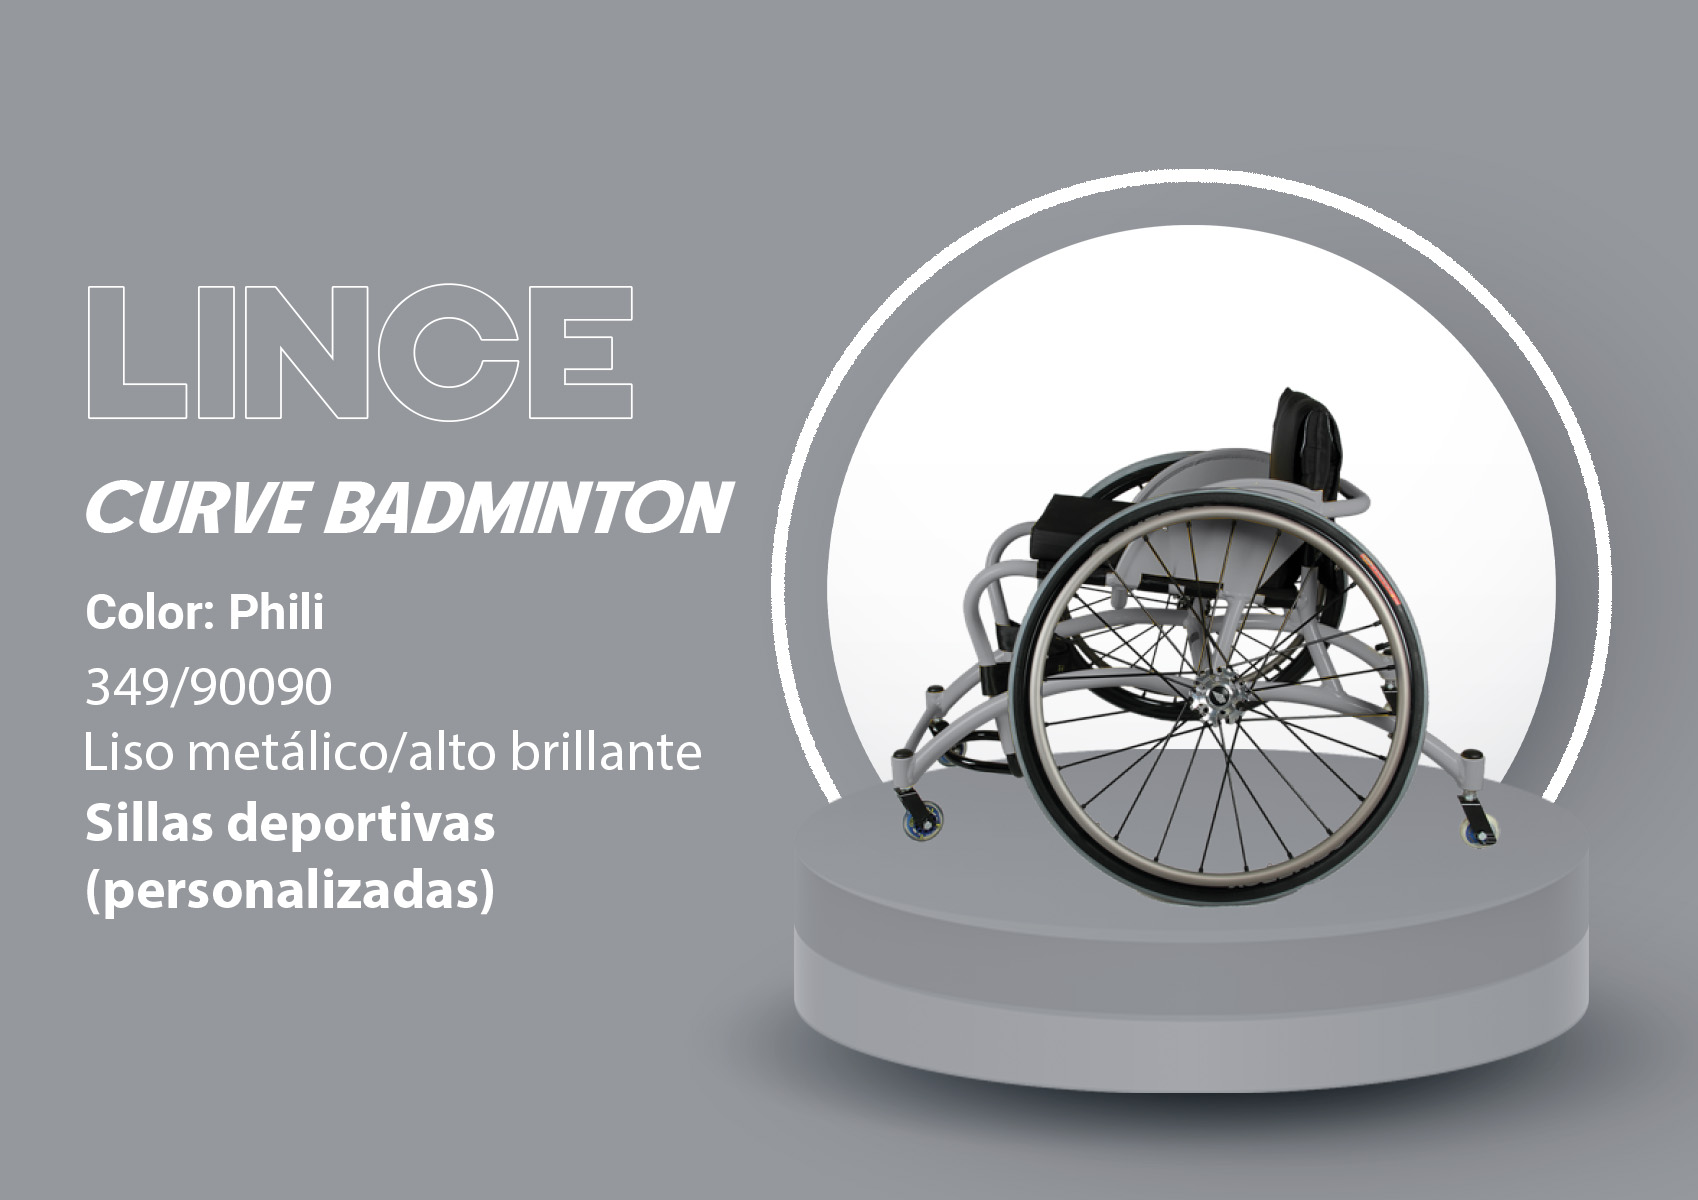 LINCE
CURVE BADMINTON
Color: Phili
349/90090
Liso metálico/alto brillante
Sillas deportivas
(personalizadas)